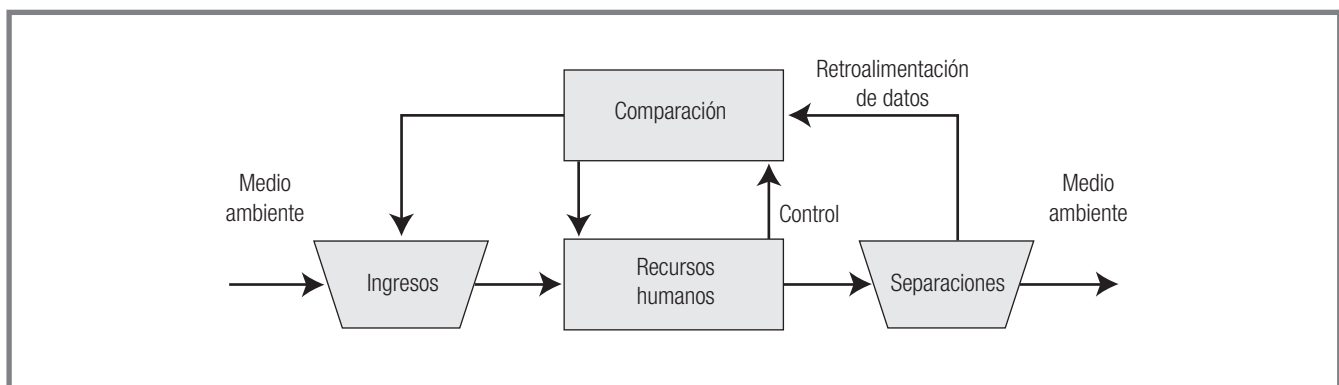 Retroalimentación
de datos
Comparación
Medio
ambiente
Control
Medio
ambiente
Ingresos
Recursos
humanos
Separaciones